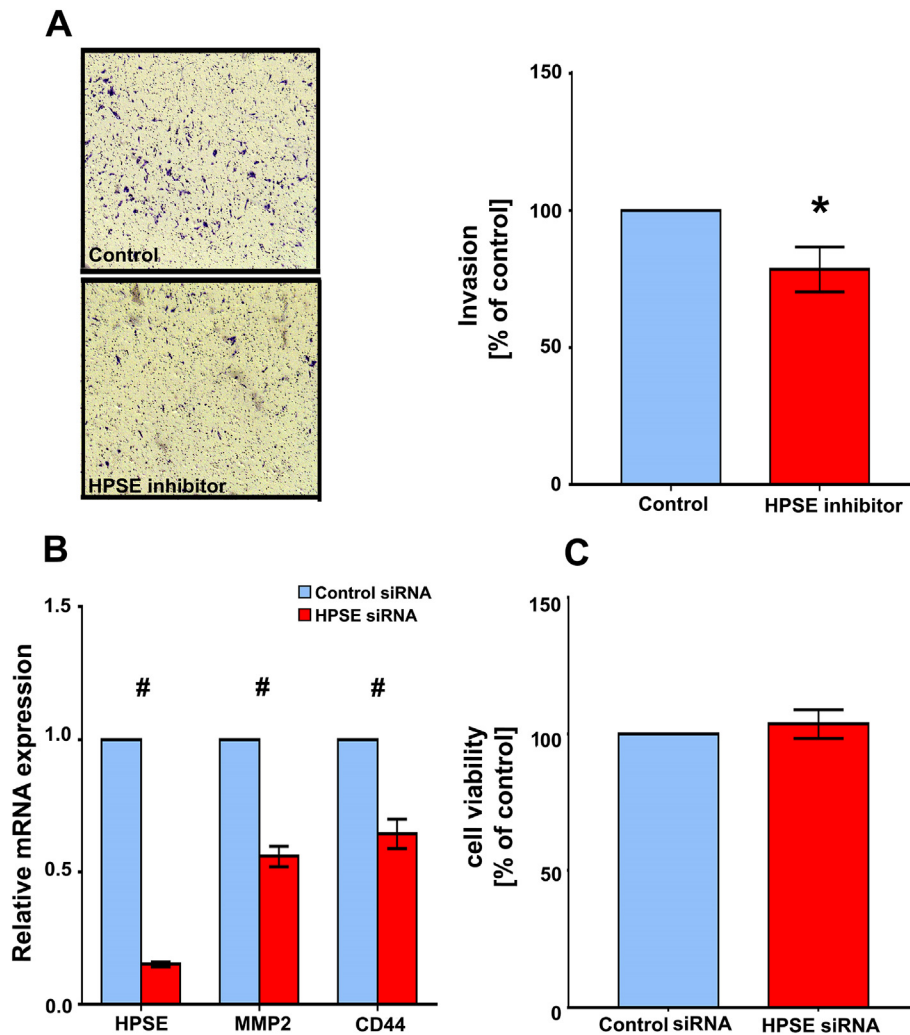 A
Control
HPSE inhibitor
Invasion
[% of control]
150
100
50
0
*
Control
HPSE inhibitor
B
Control siRNA
HPSE siRNA
Relative mRNA expression
1.5
1.0
0.5
0.0
#
#
#
HPSE
MMP2
CD44
C
cell viability
[% of control]
150
100
50
0
Control siRNA
HPSE siRNA